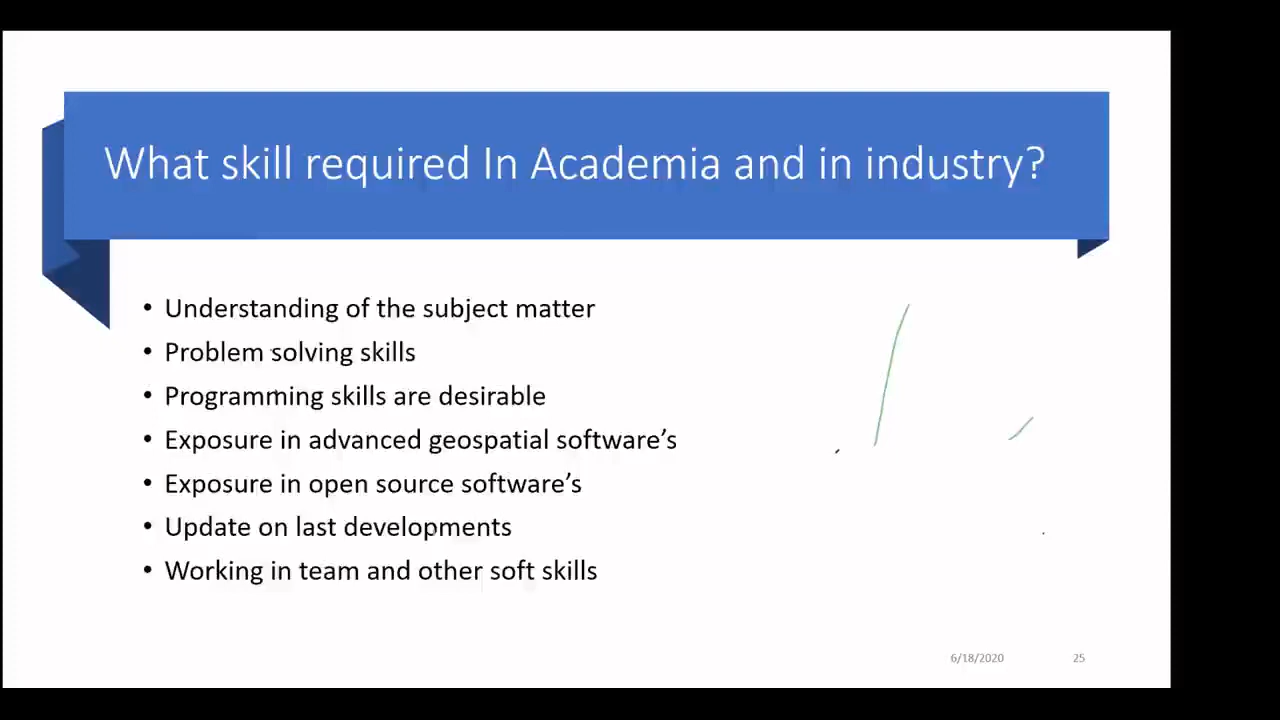 What skill required In Academia and in industry?
• Understanding of the subject matter
• Problem solving skills
• Programming skills are desirable
• Exposure in advanced geospatial software’s
• Exposure in open source software’s
• Update on last developments
• Working in team and other soft skills
6/18/2020 25